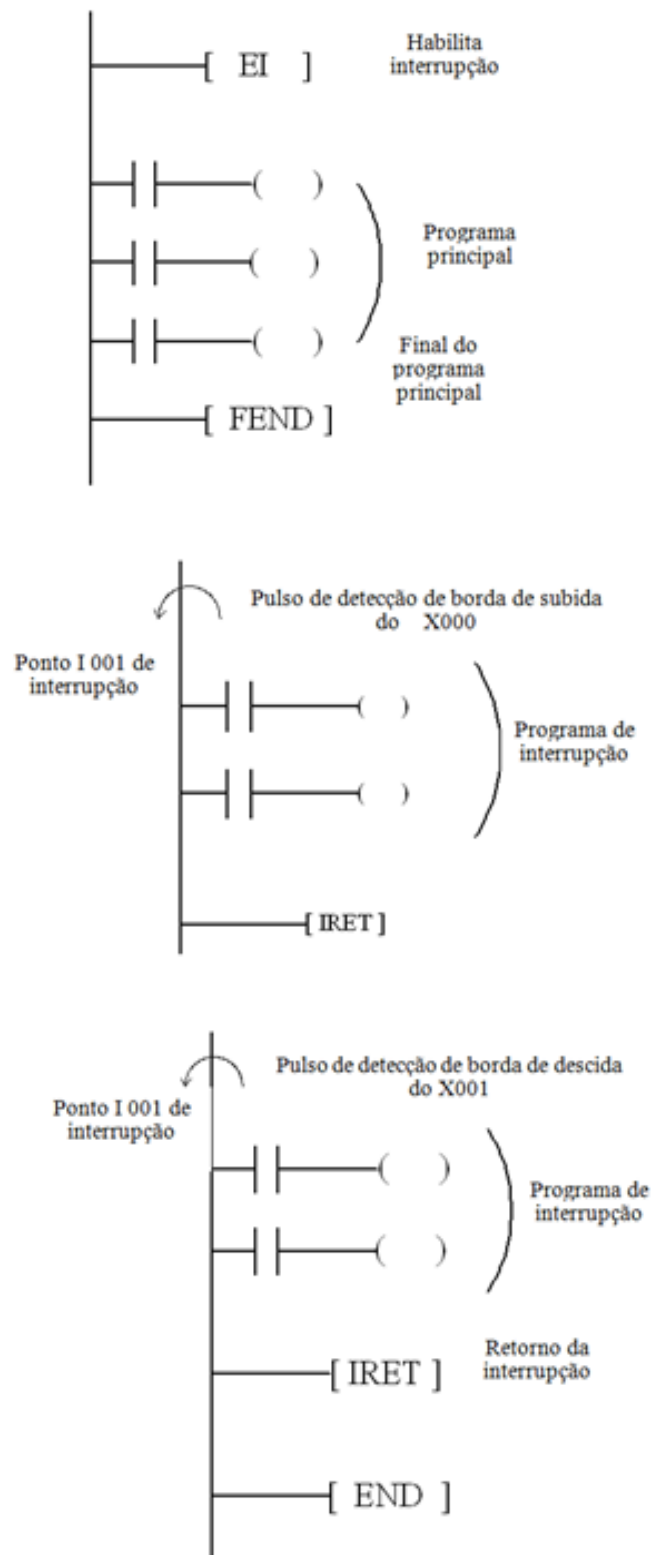 [ EI ]
Habilita
interrupção
( )
( )
Programa
principal
( )
Final do
programa
principal
[ FEND ]
Pulso de detecção de borda de subida
do X000
Ponto I 001 de
interrupção
( )
Programa de
interrupção
( )
[ IRET ]
Pulso de detecção de borda de descida
do X001
Ponto I 001 de
interrupção
( )
Programa de
interrupção
( )
Retorno da
interrupção
[ IRET ]
[ END ]